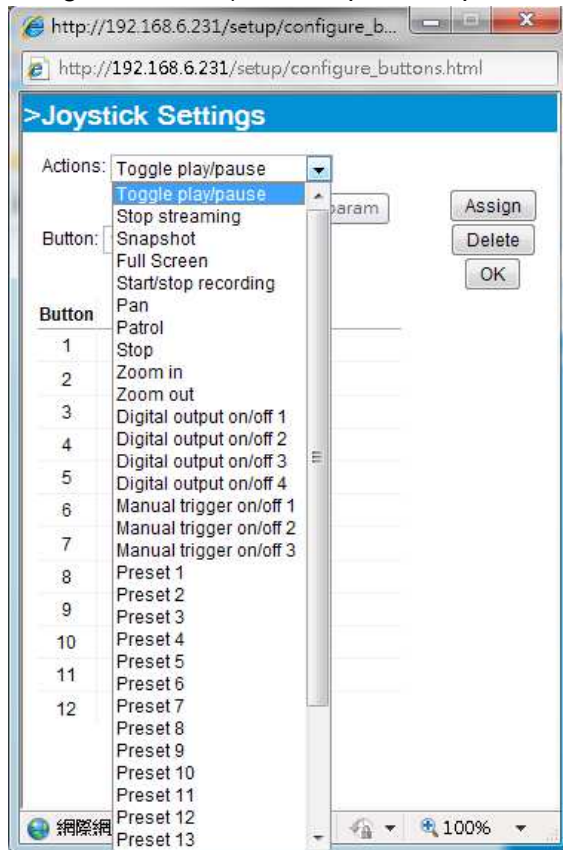 http://192.168.6.231/setup/configure_b...
http://192.168.6.231/setup/configure_buttons.html
>Joystick Settings
Actions: Toggle play/pause
Toggle play/pause
Stop streaming
Snapshot
Full Screen
Start/stop recording
Pan
Patrol
Stop
Zoom in
Zoom out
Digital output on/off 1
Digital output on/off 2
Digital output on/off 3
Digital output on/off 4
Manual trigger on/off 1
Manual trigger on/off 2
Manual trigger on/off 3
Preset 1
Preset 2
Preset 3
Preset 4
Preset 5
Preset 6
Preset 7
Preset 8
Preset 9
Preset 10
Preset 11
Preset 12
Preset 13
Assign
Button:
Delete
OK
Button
1
2
3
4
5
6
7
8
9
10
11
12
100%